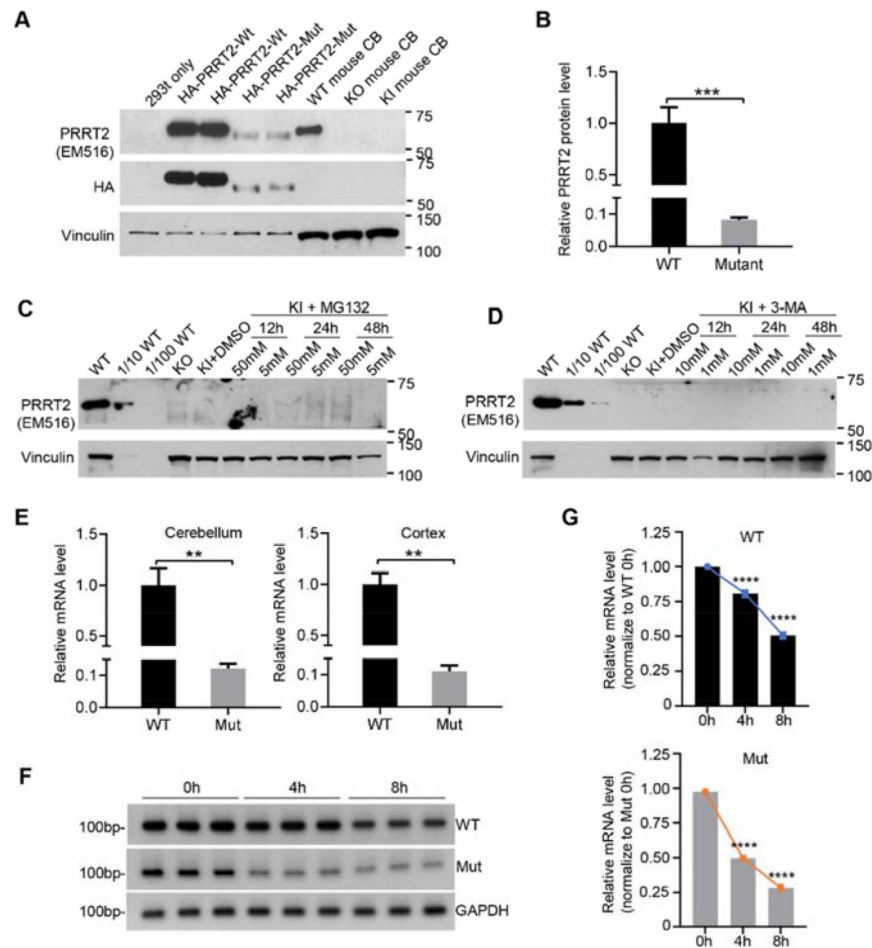 A
293t only
HA-PRRT2-Wt
HA-PRRT2-Wt
HA-PRRT2-Mut
HA-PRRT2-Mut
WT mouse CB
KO mouse CB
KI mouse CB
PRRT2
(EM516)
75
50
HA
75
50
Vinculin
150
100
B
Relative PRRT2 protein level
1.5
1.0
0.5
0.1
0.0
***
WT
Mutant
C
KI + MG132
12h
24h
48h
WT
1/10 WT
1/100 WT
KO
KI+DMSO
50mM
5mM
50mM
5mM
50mM
5mM
PRRT2
(EM516)
75
50
Vinculin
150
100
D
KI + 3-MA
12h
24h
48h
WT
1/10 WT
1/100 WT
KO
KI+DMSO
10mM
1mM
10mM
1mM
10mM
1mM
PRRT2
(EM516)
75
50
Vinculin
150
100
E
Cerebellum
Relative mRNA level
1.5
1.0
0.5
0.1
0.0
**
WT
Mut
Cortex
Relative mRNA level
1.5
1.0
0.5
0.1
0.0
**
WT
Mut
F
0h
4h
8h
100bp-
WT
100bp-
Mut
100bp-
GAPDH
G
WT
Relative mRNA level
(normalize to WT 0h)
1.25
1.00
0.75
0.50
0.25
0
****
****
0h
4h
8h
Mut
Relative mRNA level
(normalize to Mut 0h)
1.25
1.00
0.75
0.50
0.25
0
****
****
0h
4h
8h